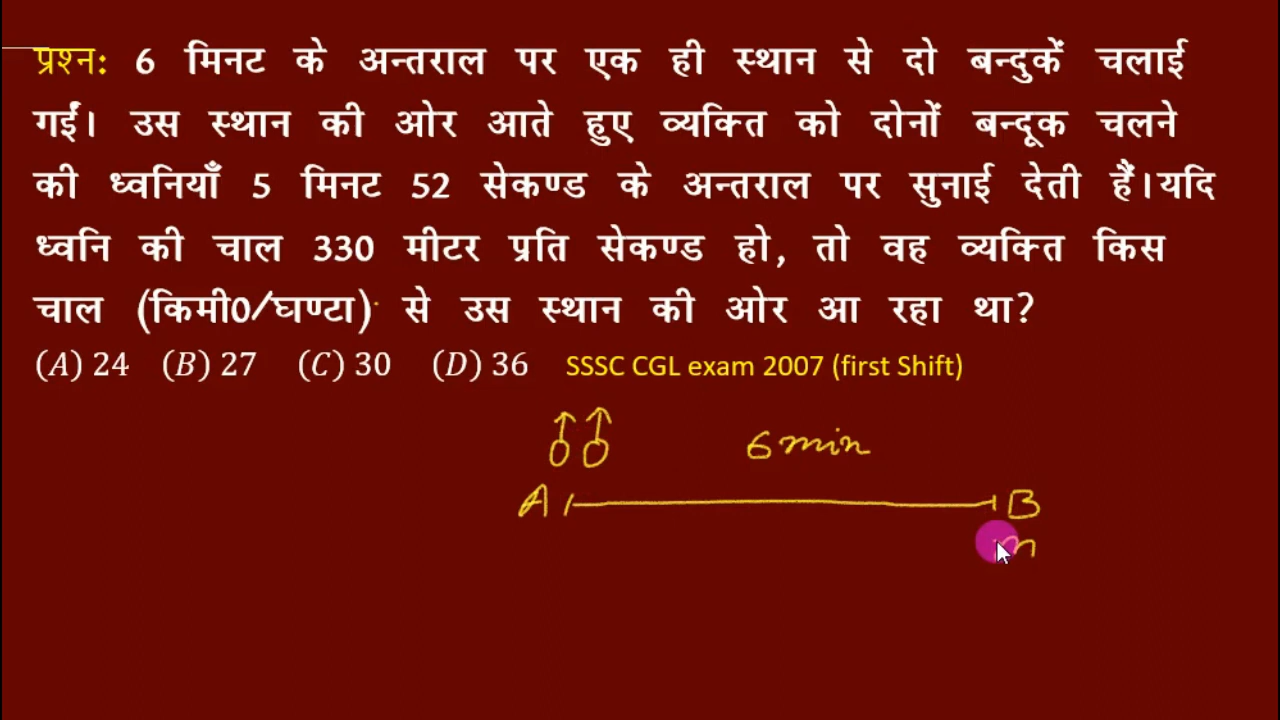 प्रश्न: 6 मिनट के अन्तराल पर एक ही स्थान से दो बन्दुकें चलाई
गईं। उस स्थान की ओर आते हुए व्यक्ति को दोनों बन्दूक चलने
की ध्वनियाँ 5 मिनट 52 सेकण्ड के अन्तराल पर सुनाई देती हैं।यदि
ध्वनि की चाल 330 मीटर प्रति सेकण्ड हो, तो वह व्यक्ति किस
चाल (किमी0/घण्टा) से उस स्थान की ओर आ रहा था?
(A) 24 (B) 27 (C) 30 (D) 36 SSSC CGL exam 2007 (first Shift)
6 min
A B